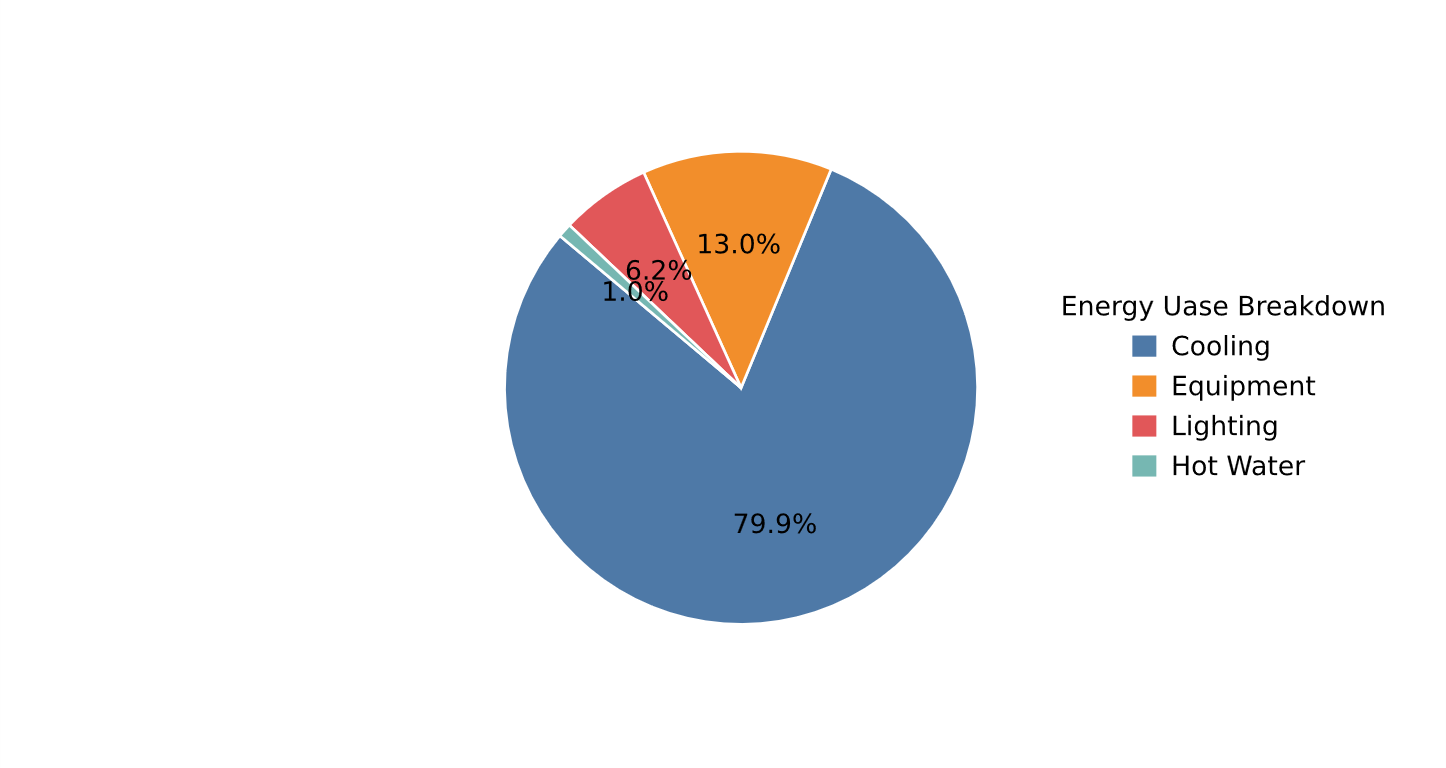 13.0%
6.2%
1.0%
79.9%
Energy Uase Breakdown
Cooling
Equipment
Lighting
Hot Water